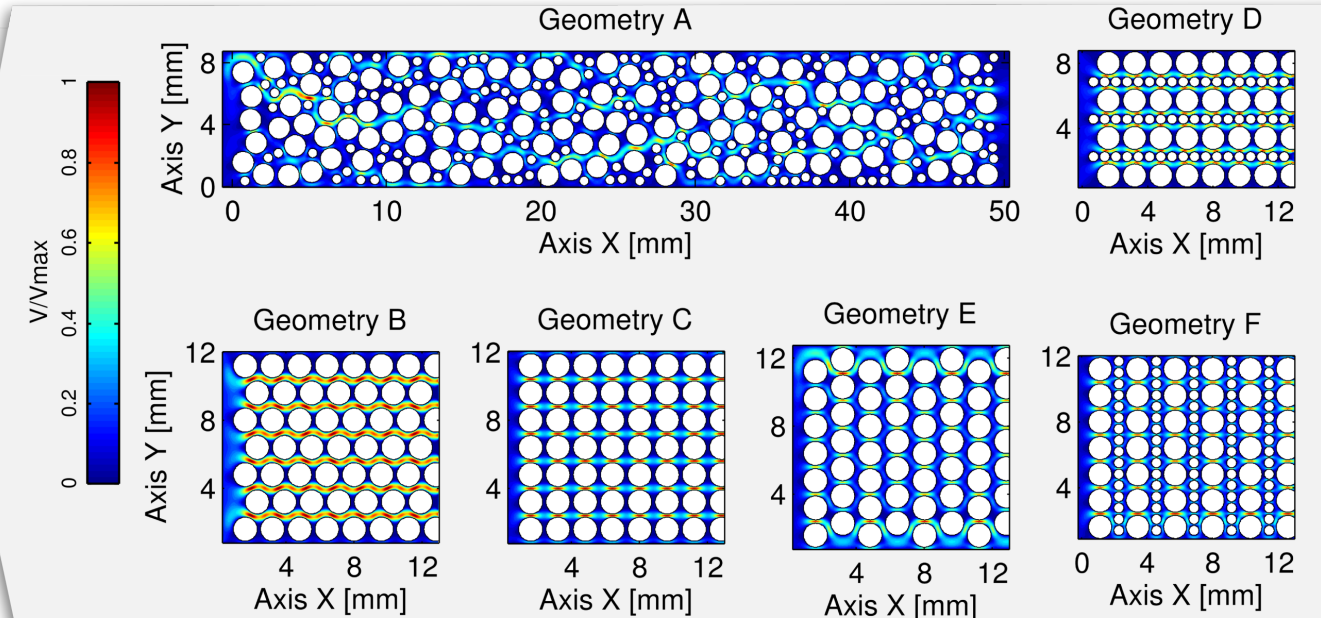 Geometry A
Axis Y [mm]
8
4
0
0 10 20 30 40 50
Axis X [mm]
Geometry D
8
4
0 4 8 12
Axis X [mm]
V/Vmax
1
0.8
0.6
0.4
0.2
0
Geometry B
Axis Y [mm]
12
8
4
4 8 12
Axis X [mm]
Geometry C
12
8
4
4 8 12
Axis X [mm]
Geometry E
12
8
4
4 8 12
Axis X [mm]
Geometry F
12
8
4
0 4 8 12
Axis X [mm]